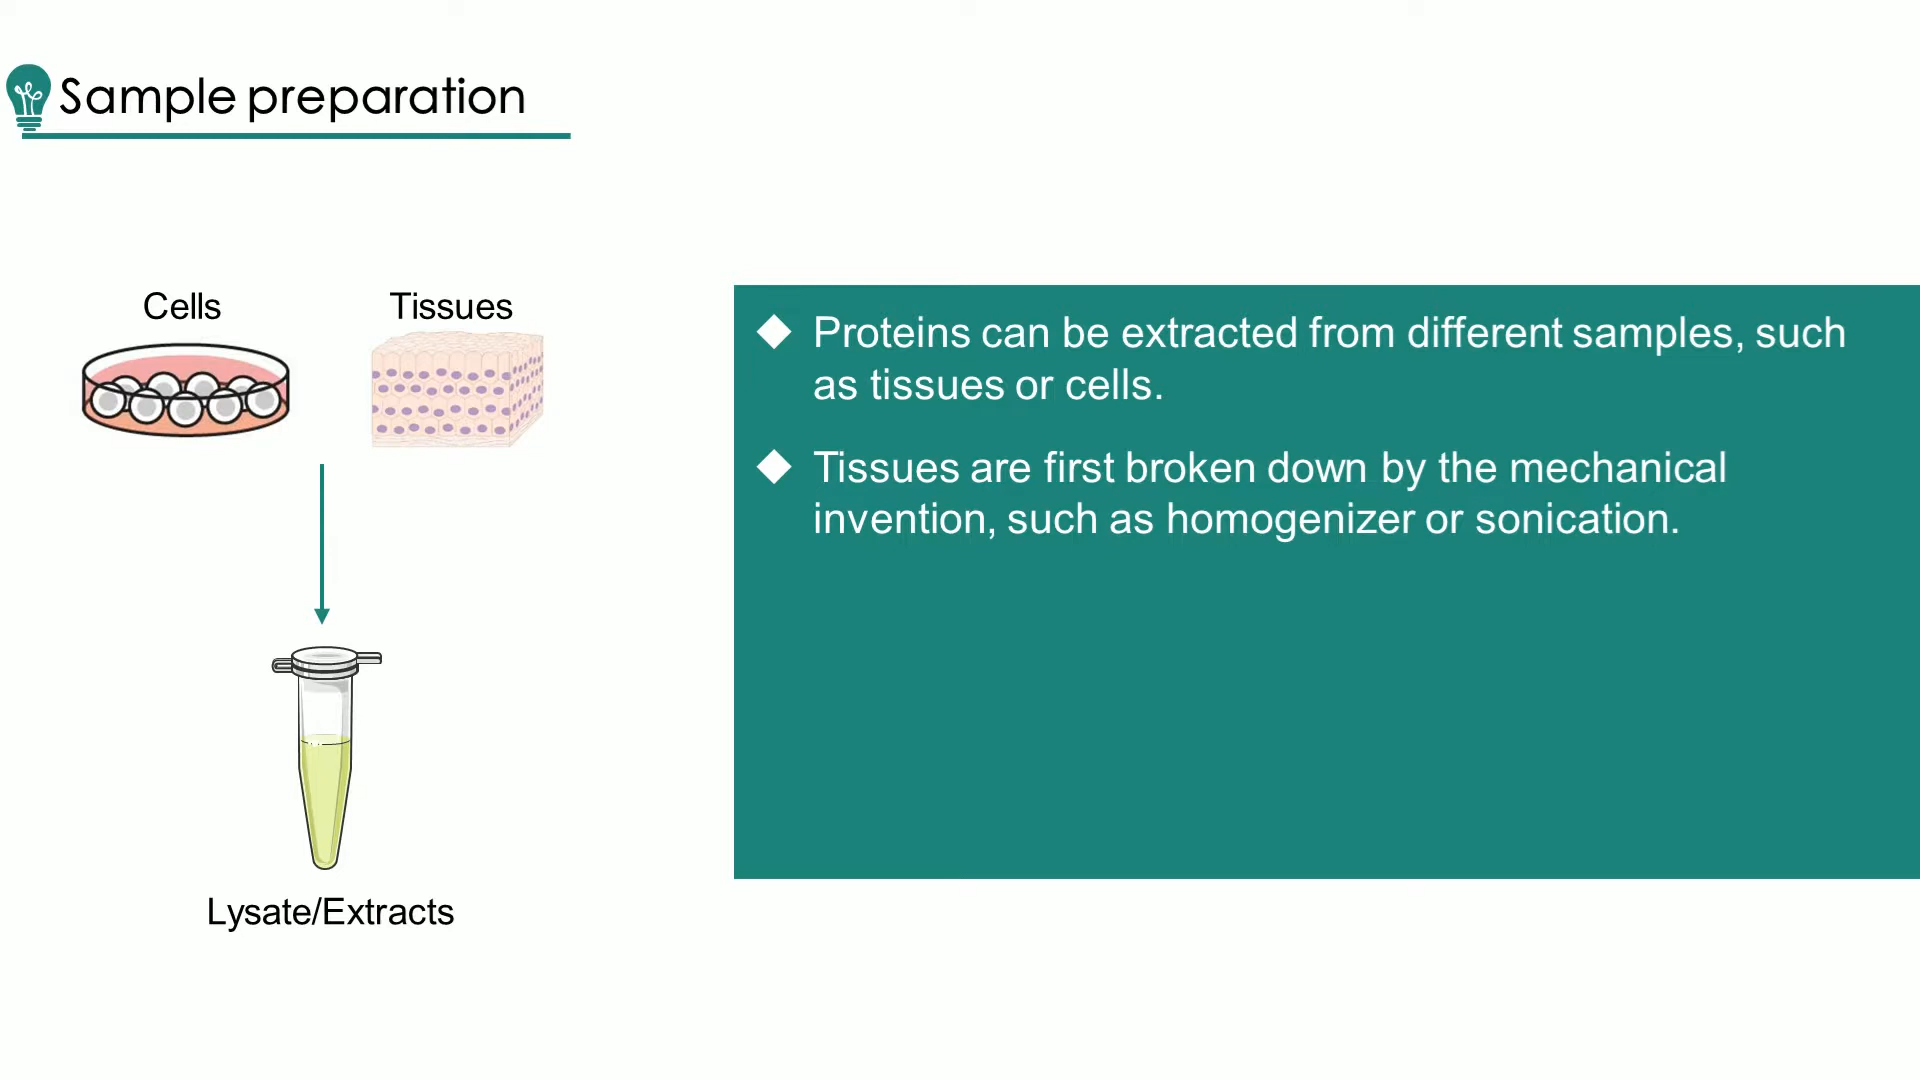 Sample preparation
Cells
Tissues
Lysate/Extracts
◆ Proteins can be extracted from different samples, such
as tissues or cells.
◆ Tissues are first broken down by the mechanical
invention, such as homogenizer or sonication.